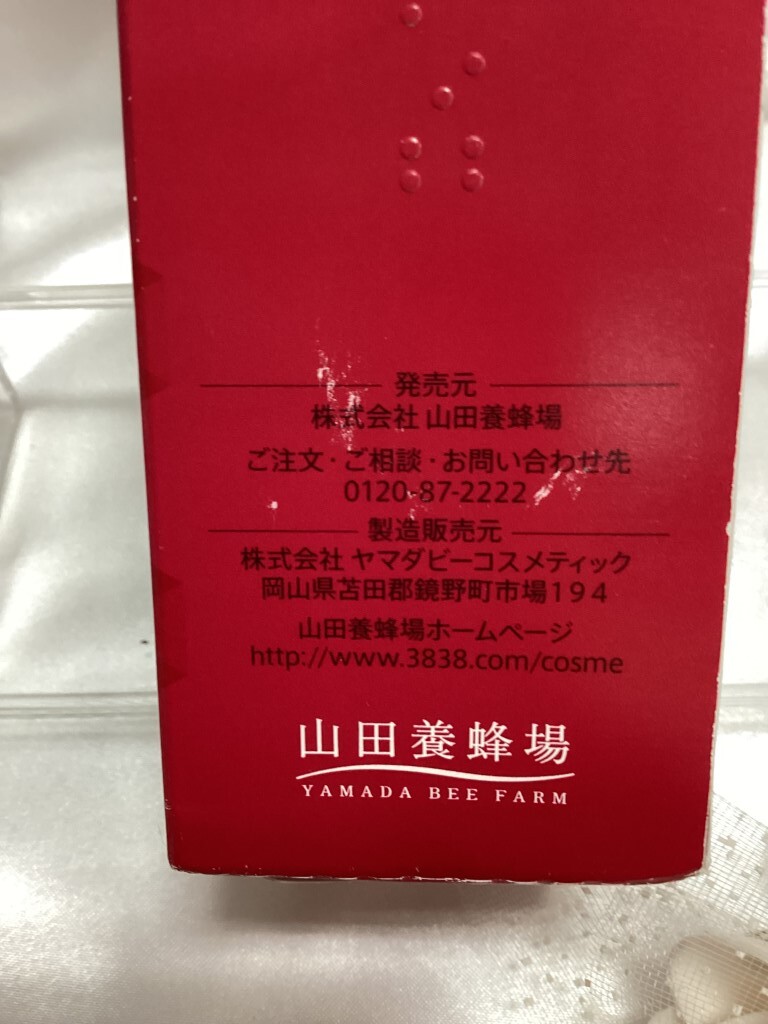 発売元
株式会社 山田養蜂場
ご注文・ご相談・お問い合わせ先
0120-87-2222
製造販売元
株式会社 ヤマダビーコスメティック
岡山県苫田郡鏡野町市場194
山田養蜂場ホームページ
http://www.3838.com/cosme
山田養蜂場
YAMADA BEE FARM